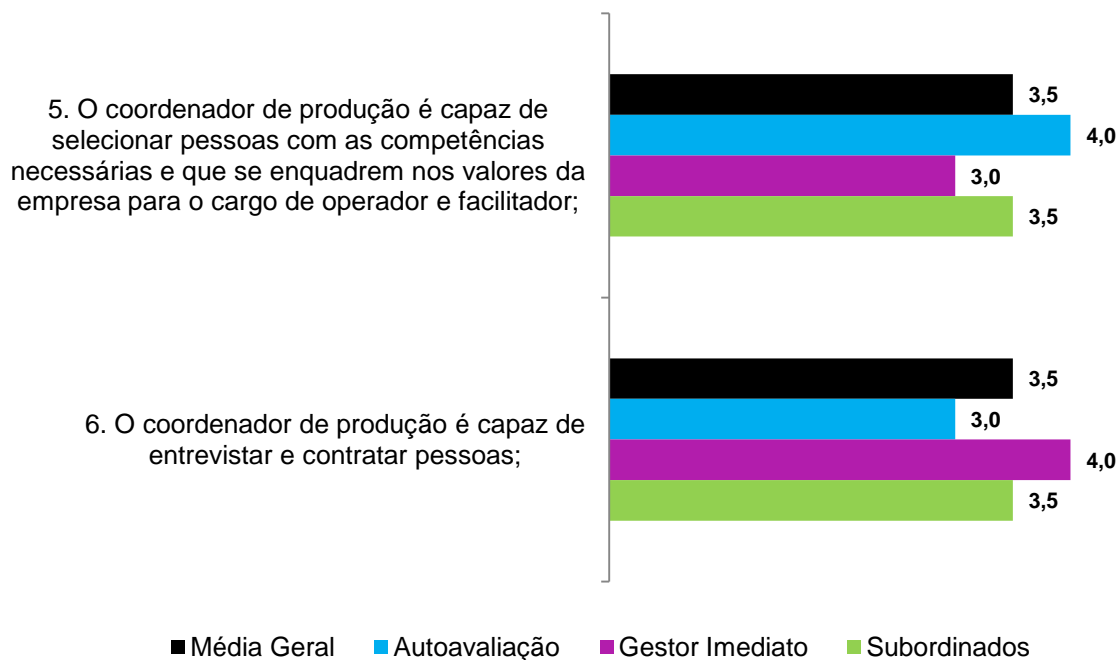 5. O coordenador de produção é capaz de
selecionar pessoas com as competências
necessárias e que se enquadrem nos valores da
empresa para o cargo de operador e facilitador;
3,5
4,0
3,0
3,5
6. O coordenador de produção é capaz de
entrevistar e contratar pessoas;
3,5
3,0
4,0
3,5
Média Geral Autoavaliação Gestor Imediato Subordinados